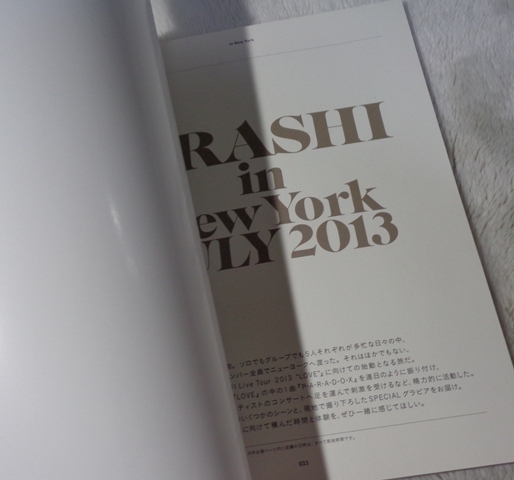 in New York
RASHI
in
ew York
ULY 2013
ソロでもグループでも5人それぞれが多忙な日々の中、
ンバー全員でニューヨークへ渡った。それはほかでもない、
Live Tour 2013 “LOVE”』に向けての始動となる旅だ。
『LOVE』の中の1曲『P・A・R・A・D・O・X』を連日のように振り付け、
ティストのコンサートへ足を運んで刺激を受けるなど、精力的に活動した。
いくつかのシーンと、現地で撮り下ろしたSPECIALグラビアをお届け。
に向けて積んだ時間と体験を、ぜひ一緒に感じてほしい。
033